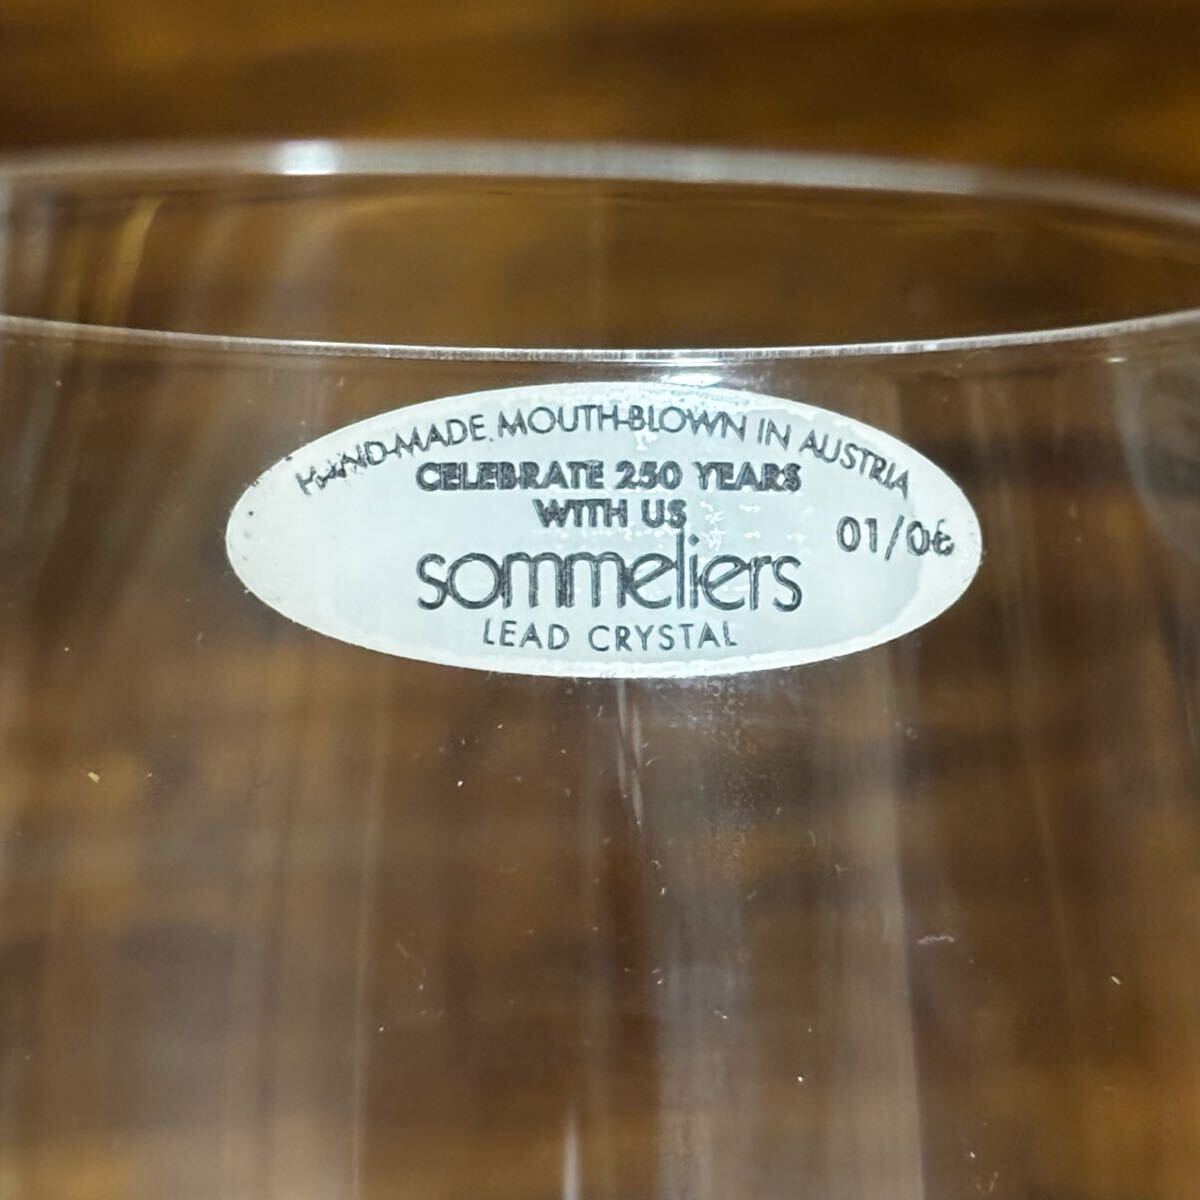 HAND-MADE, MOUTH-BLOWN IN AUSTRIA
CELEBRATE 250 YEARS
WITH US
01/06
sommeliers
LEAD CRYSTAL